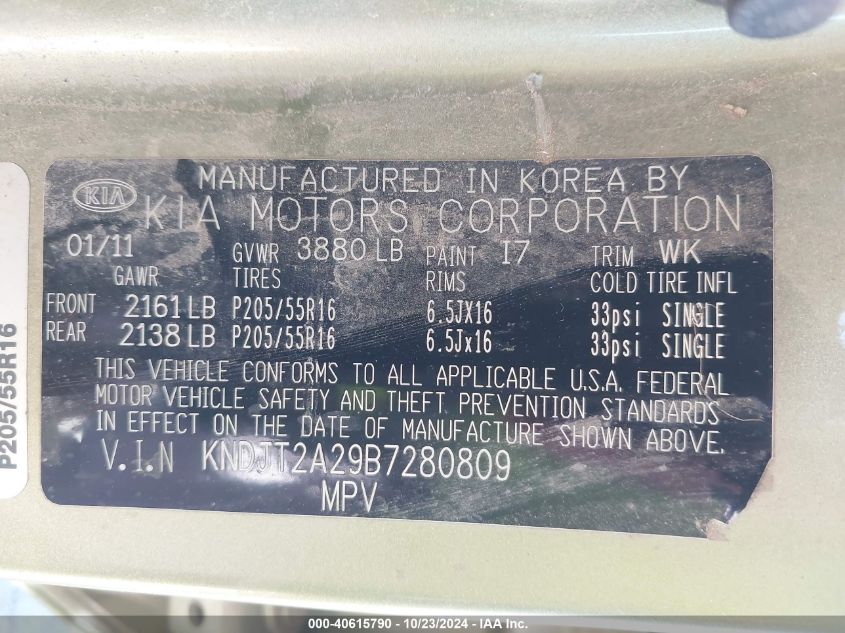 KIA
MANUFACTURED IN KOREA BY
KIA MOTORS CORPORATION
01/11 GVWR 3880 LB PAINT I7 TRIM WK
GAWR TIRES RIMS COLD TIRE INFL
FRONT 2161 LB P205/55R16 6.5JX16 33psi SINGLE
REAR 2138 LB P205/55R16 6.5Jx16 33psi SINGLE
THIS VEHICLE CONFORMS TO ALL APPLICABLE U.S.A. FEDERAL
MOTOR VEHICLE SAFETY AND THEFT PREVENTION STANDARDS
IN EFFECT ON THE DATE OF MANUFACTURE SHOWN ABOVE.
V.I.N KNDJT2A29B7280809
MPV
P205/55R16
000-40615790 - 10/23/2024 - IAA Inc.